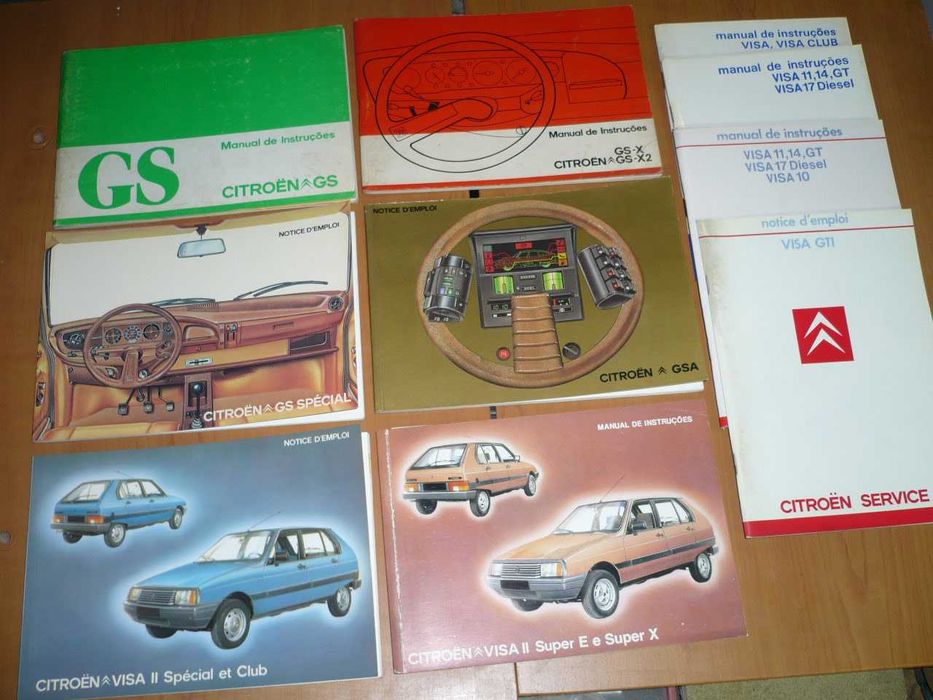 Manual de Instruções
GS
CITROËN GS
Manual de Instruções
GS-X
CITROËN GS-X2
manual de instruções
VISA, VISA CLUB
manual de instruções
VISA 11,14,GT
VISA 17 Diesel
manual de instruções
VISA 11,14,GT
VISA 17 Diesel
VISA 10
notice d'emploi
VISA GTI
CITROËN SERVICE
NOTICE D'EMPLOI
CITROËN GS SPÉCIAL
NOTICE D'EMPLOI
CITROËN GSA
NOTICE D'EMPLOI
CITROËN VISA II Spécial et Club
MANUAL DE INSTRUÇÕES
CITROËN VISA II Super E e Super X